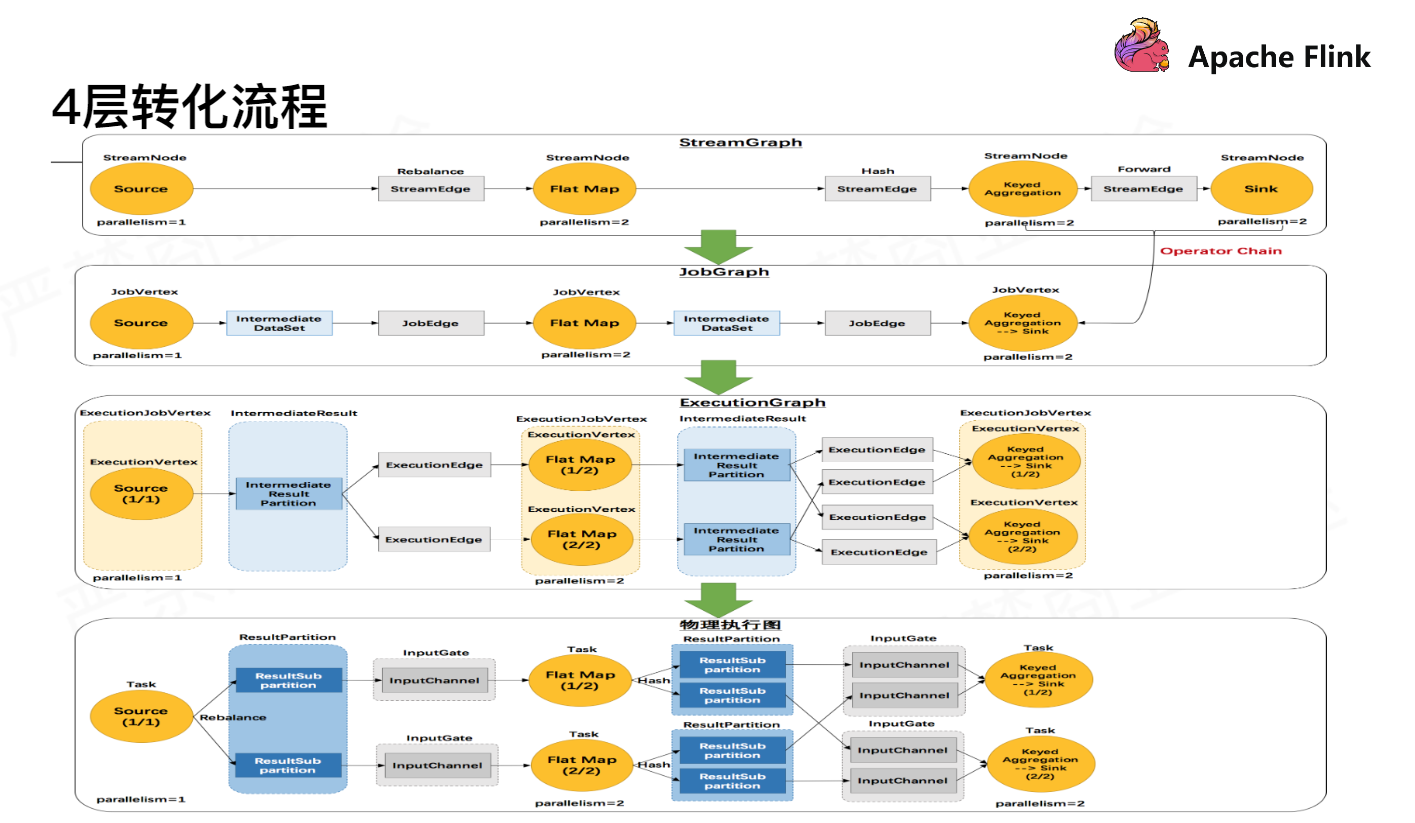 Apache Flink
4层转化流程
StreamGraph
StreamNode
Source
parallelism=1
Rebalance
StreamEdge
StreamNode
Flat Map
parallelism=2
Hash
StreamEdge
StreamNode
Keyed
Aggregation
parallelism=2
Forward
StreamEdge
StreamNode
Sink
parallelism=2
Operator Chain
JobGraph
JobVertex
Source
parallelism=1
Intermediate
DataSet
JobEdge
JobVertex
Flat Map
parallelism=2
Intermediate
DataSet
JobEdge
JobVertex
Keyed
Aggregation
--> Sink
parallelism=2
ExecutionGraph
ExecutionJobVertex
ExecutionVertex
Source
(1/1)
parallelism=1
IntermediateResult
Intermediate
Result
Partition
ExecutionEdge
ExecutionEdge
ExecutionJobVertex
ExecutionVertex
Flat Map
(1/2)
ExecutionVertex
Flat Map
(2/2)
parallelism=2
IntermediateResult
Intermediate
Result
Partition
Intermediate
Result
Partition
ExecutionEdge
ExecutionEdge
ExecutionEdge
ExecutionEdge
ExecutionJobVertex
ExecutionVertex
Keyed
Aggregation
--> Sink
(1/2)
ExecutionVertex
Keyed
Aggregation
--> Sink
(2/2)
parallelism=2
物理执行图
Task
Source
(1/1)
parallelism=1
Rebalance
ResultPartition
ResultSub
partition
ResultSub
partition
InputGate
InputChannel
InputGate
InputChannel
Task
Flat Map
(1/2)
Hash
Task
Flat Map
(2/2)
Hash
parallelism=2
ResultPartition
ResultSub
partition
ResultSub
partition
ResultPartition
ResultSub
partition
ResultSub
partition
InputGate
InputChannel
InputChannel
InputGate
InputChannel
InputChannel
Task
Keyed
Aggregation
--> Sink
(1/2)
Task
Keyed
Aggregation
--> Sink
(2/2)
parallelism=2